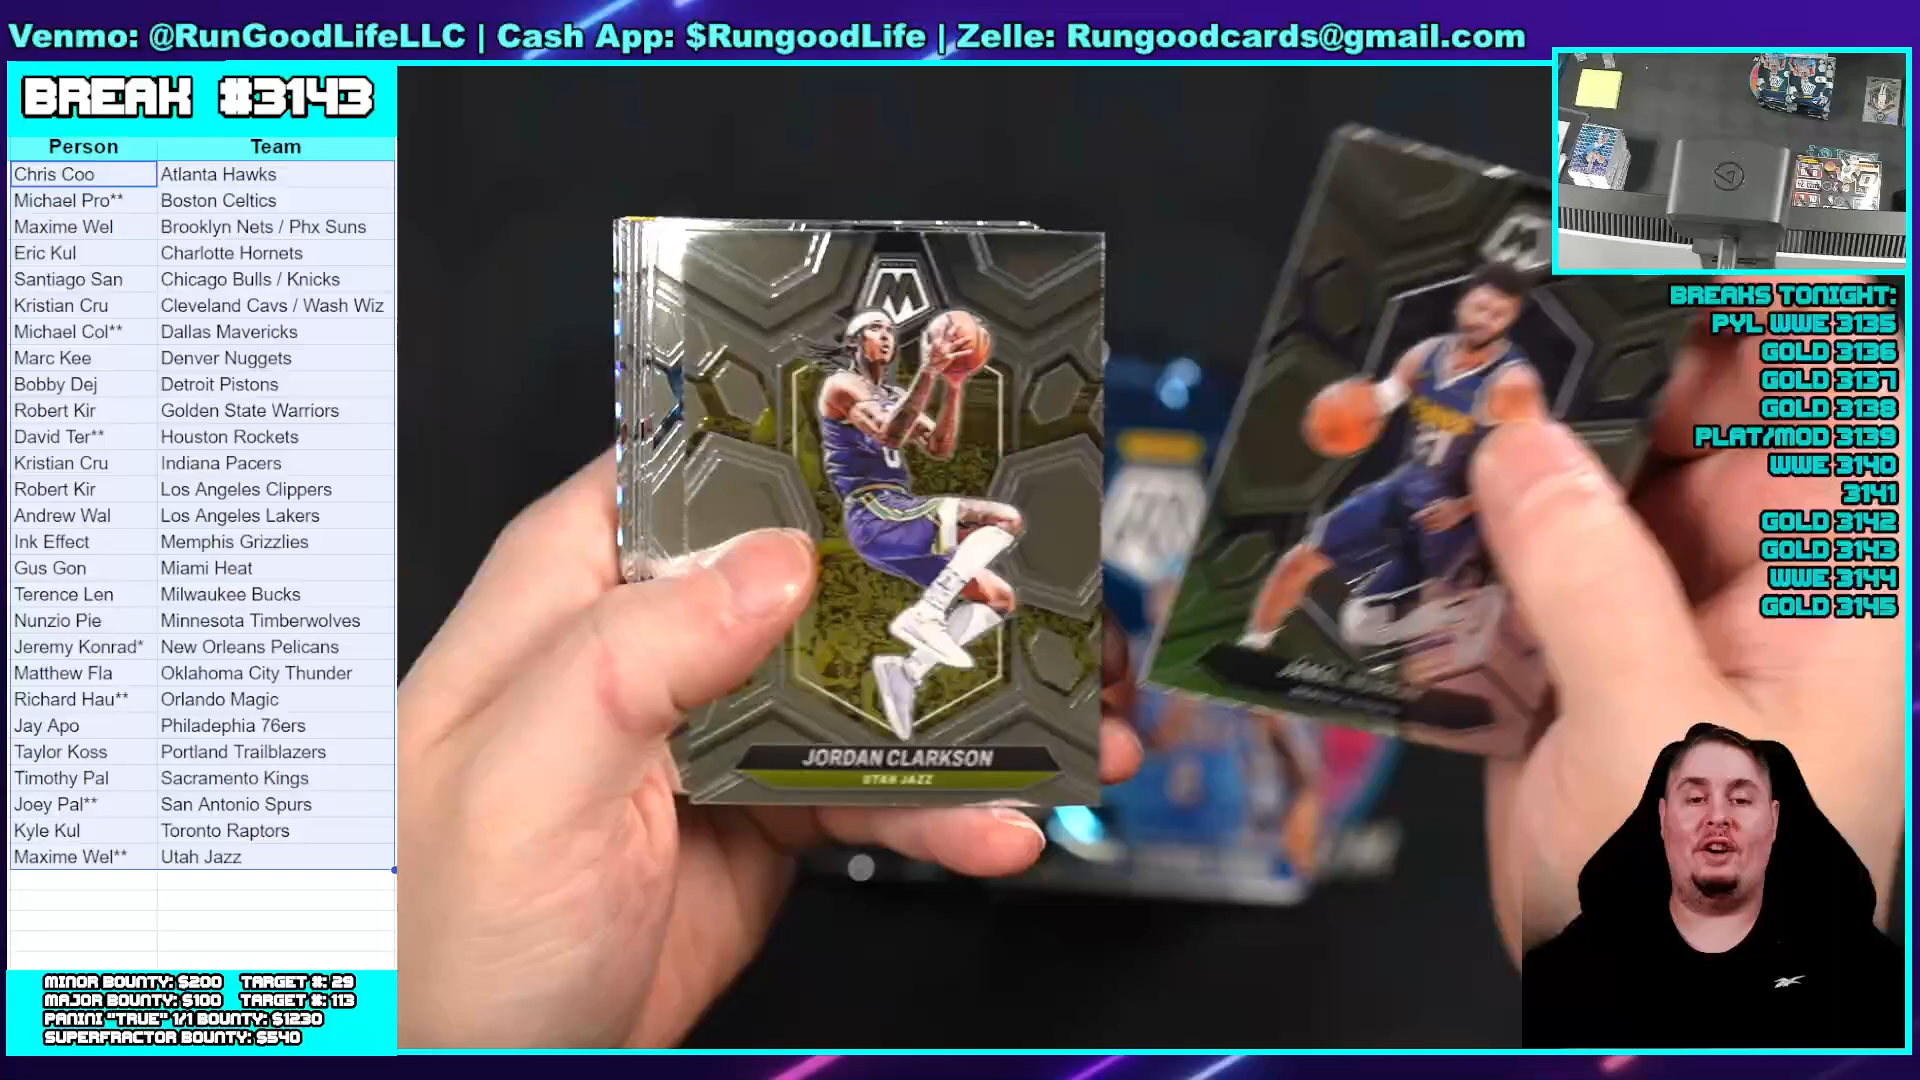 Venmo: @RunGoodLifeLLC | Cash App: $RungoodLife | Zelle: Rungoodcards@gmail.com
BREAK #3143
Person Team
Chris Coo Atlanta Hawks
Michael Pro** Boston Celtics
Maxime Wel Brooklyn Nets / Phx Suns
Eric Kul Charlotte Hornets
Santiago San Chicago Bulls / Knicks
Kristian Cru Cleveland Cavs / Wash Wiz
Michael Col** Dallas Mavericks
Marc Kee Denver Nuggets
Bobby Dej Detroit Pistons
Robert Kir Golden State Warriors
David Ter** Houston Rockets
Kristian Cru Indiana Pacers
Robert Kir Los Angeles Clippers
Andrew Wal Los Angeles Lakers
Ink Effect Memphis Grizzlies
Gus Gon Miami Heat
Terence Len Milwaukee Bucks
Nunzio Pie Minnesota Timberwolves
Jeremy Konrad* New Orleans Pelicans
Matthew Fla Oklahoma City Thunder
Richard Hau** Orlando Magic
Jay Apo Philadephia 76ers
Taylor Koss Portland Trailblazers
Timothy Pal Sacramento Kings
Joey Pal** San Antonio Spurs
Kyle Kul Toronto Raptors
Maxime Wel** Utah Jazz
MINOR BOUNTY: $200 TARGET #: 29
MAJOR BOUNTY: $100 TARGET #: 113
PANINI "TRUE" 1/1 BOUNTY: $1230
SUPERFRACTOR BOUNTY: $540
M
JORDAN CLARKSON
UTAH JAZZ
BREAKS TONIGHT:
PYL WWE 3135
GOLD 3136
GOLD 3137
GOLD 3138
PLAT/MOD 3139
WWE 3140
3141
GOLD 3142
GOLD 3143
WWE 3144
GOLD 3145